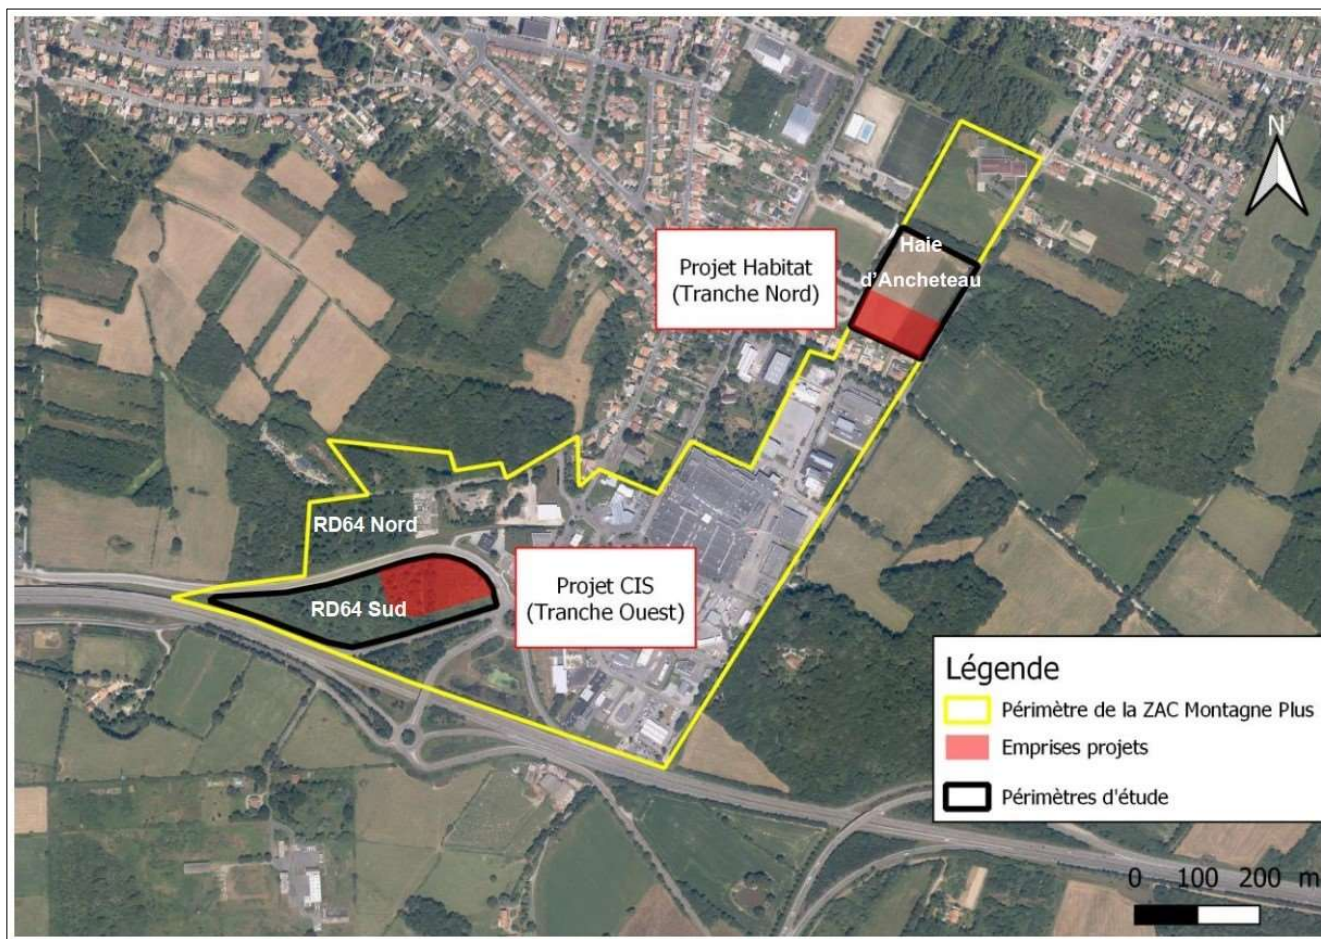 N
Haie
d'Ancheteau
Projet Habitat
(Tranche Nord)
RD64 Nord
Projet CIS
(Tranche Ouest)
RD64 Sud
Légende
Périmètre de la ZAC Montagne Plus
Emprises projets
Périmètres d'étude
0 100 200 m